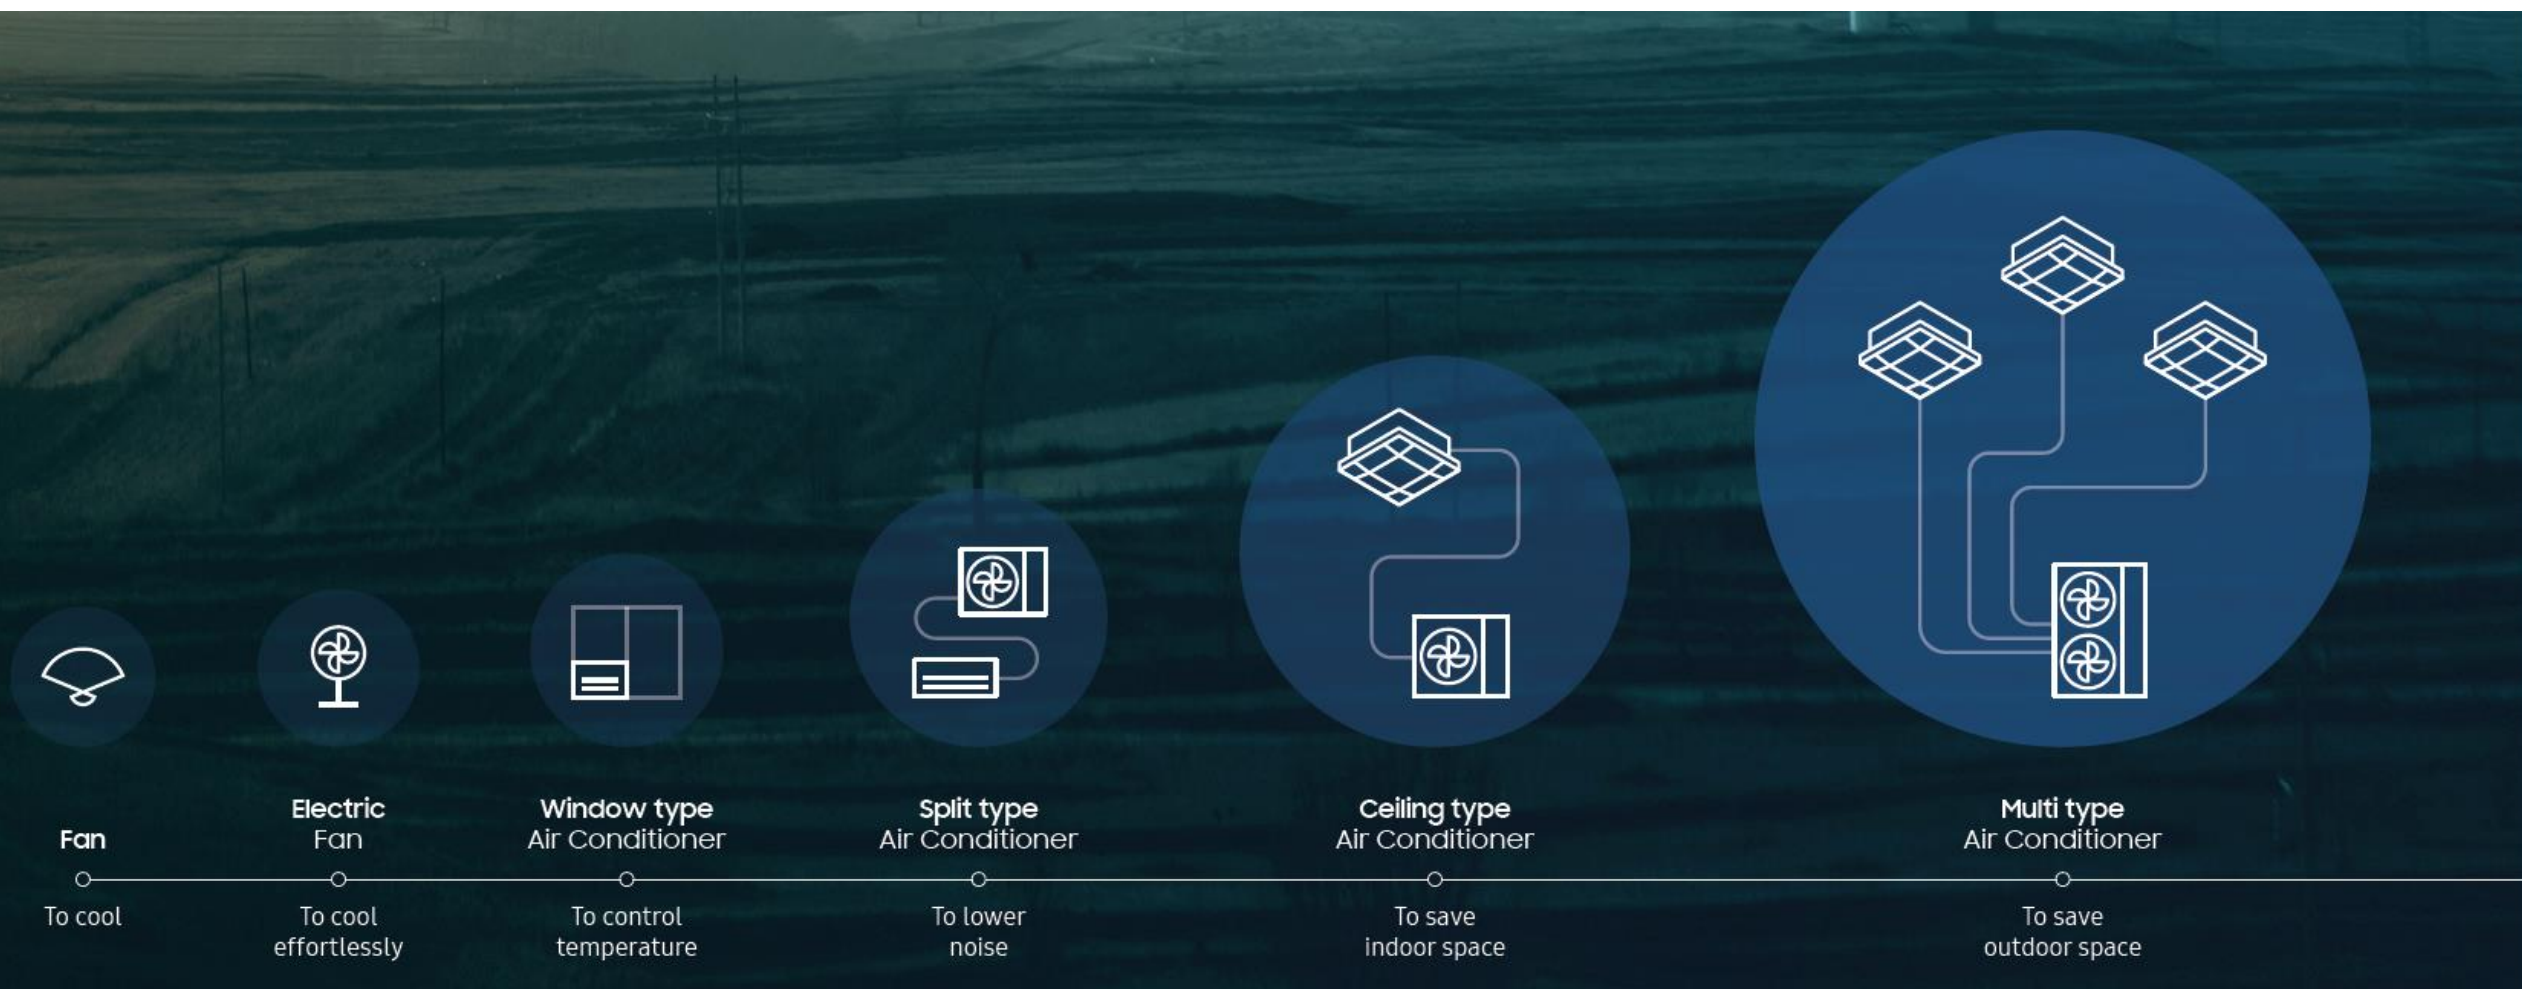 Fan
To cool
Electric
Fan
To cool
effortlessly
Window type
Air Conditioner
To control
temperature
Split type
Air Conditioner
To lower
noise
Ceiling type
Air Conditioner
To save
indoor space
Multi type
Air Conditioner
To save
outdoor space